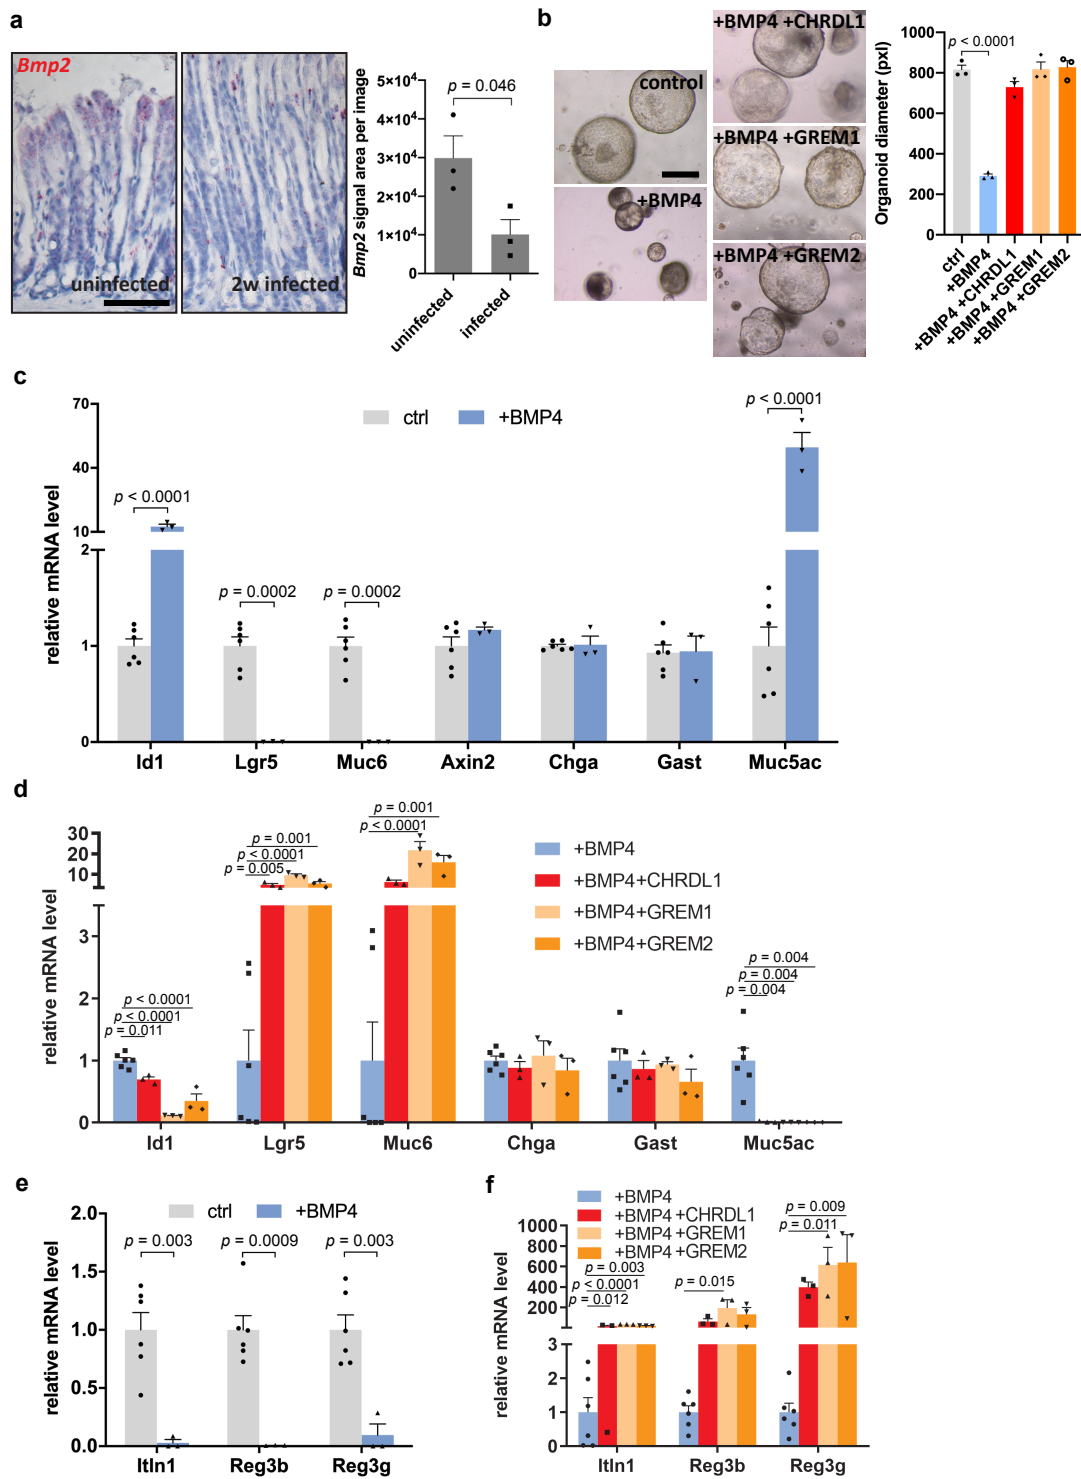 a
Bmp2
uninfected
2w infected
Bmp2 signal area per image
5×10⁴
4×10⁴
3×10⁴
2×10⁴
1×10⁴
0
p = 0.046
uninfected
infected
b
control
+BMP4
+BMP4 +CHRDL1
+BMP4 +GREM1
+BMP4 +GREM2
Organoid diameter (pxl)
1000
800
600
400
200
0
p < 0.0001
ctrl
+BMP4
+BMP4 +CHRDL1
+BMP4 +GREM1
+BMP4 +GREM2
c
relative mRNA level
70
40
10
2
1
0
ctrl
+BMP4
p < 0.0001
p = 0.0002
p = 0.0002
p < 0.0001
Id1
Lgr5
Muc6
Axin2
Chga
Gast
Muc5ac
d
relative mRNA level
30
20
10
3
2
1
0
p < 0.0001
p < 0.0001
p = 0.011
p = 0.001
p < 0.0001
p = 0.005
p = 0.001
p < 0.0001
+BMP4
+BMP4+CHRDL1
+BMP4+GREM1
+BMP4+GREM2
p = 0.004
p = 0.004
p = 0.004
Id1
Lgr5
Muc6
Chga
Gast
Muc5ac
e
relative mRNA level
2.0
1.5
1.0
0.5
0.0
ctrl
+BMP4
p = 0.003
p = 0.0009
p = 0.003
Itln1
Reg3b
Reg3g
f
relative mRNA level
1000
800
600
400
200
3
2
1
0
+BMP4
+BMP4 +CHRDL1
+BMP4 +GREM1
+BMP4 +GREM2
p = 0.003
p < 0.0001
p = 0.012
p = 0.015
p = 0.009
p = 0.011
Itln1
Reg3b
Reg3g